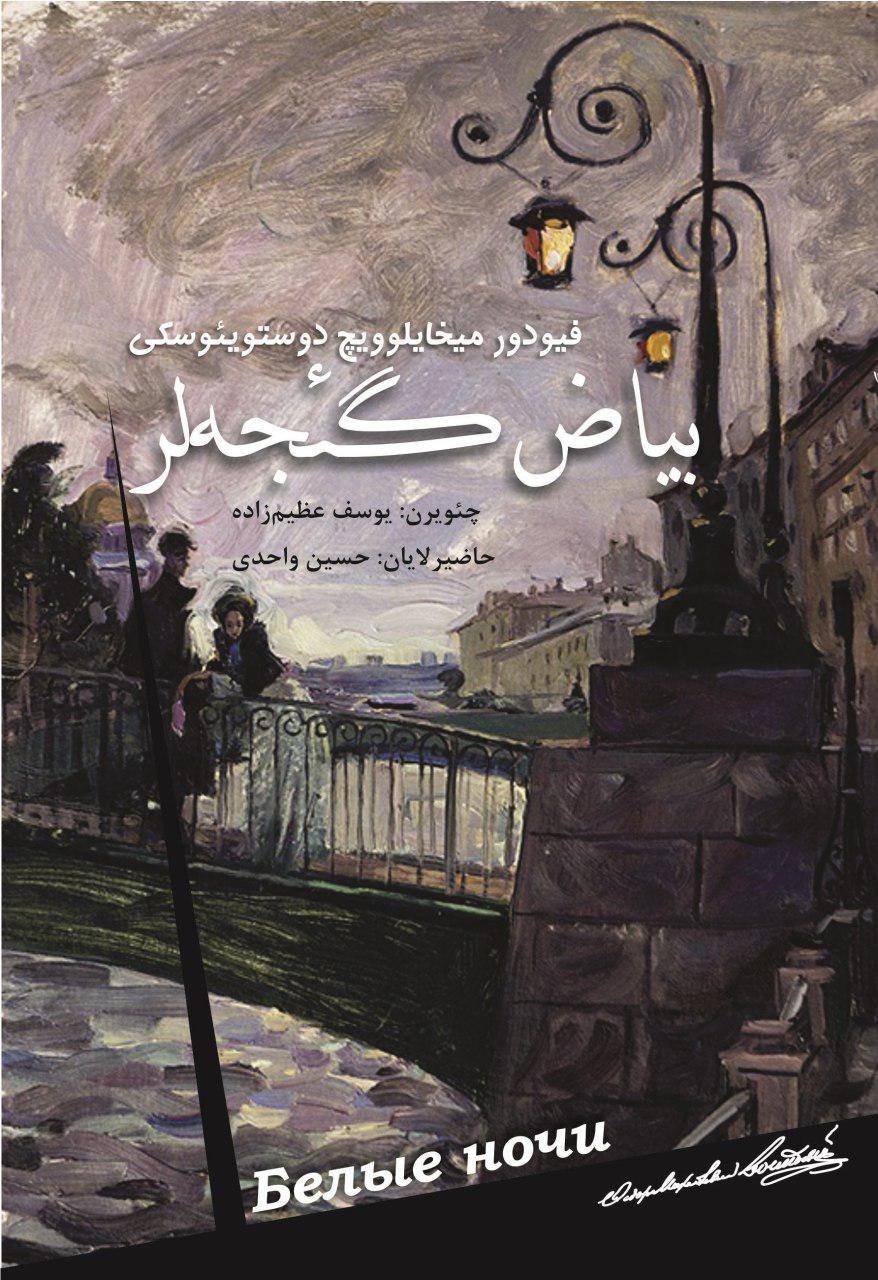 فیودور میخایلوویچ دوستویئوسکی
بیاض گئجه‌لر
چئویرن: یوسف عظیم‌زاده
حاضیرلایان: حسین واحدی
Белые ночи